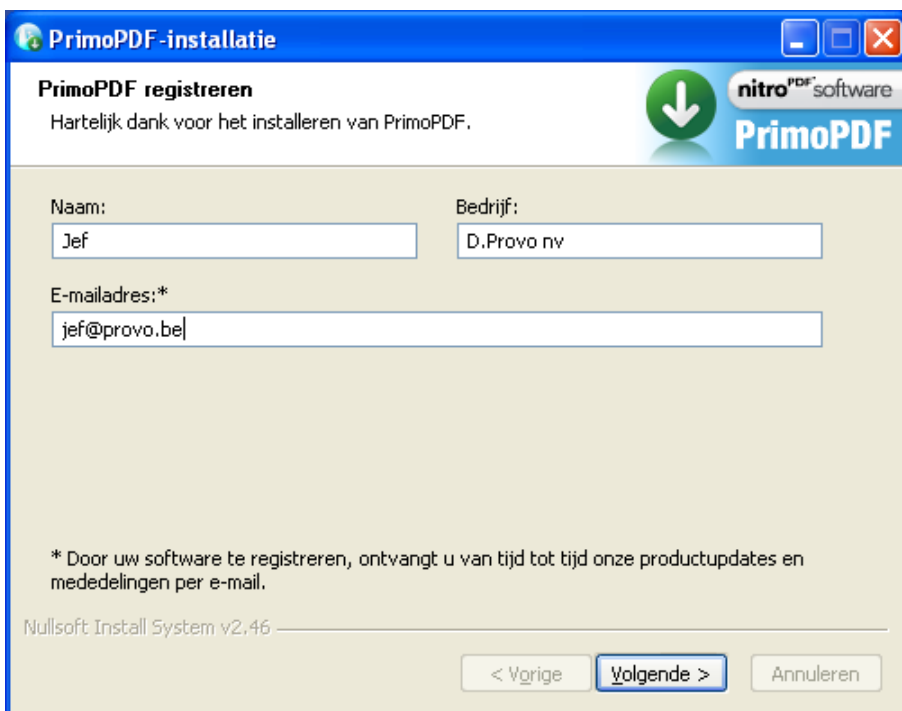 PrimoPDF-installatie
PrimoPDF registreren
Hartelijk dank voor het installeren van PrimoPDF.
nitroPDF software
PrimoPDF
Naam:
Bedrijf:
Jef
D.Provo nv
E-mailadres:*
jef@provo.be
* Door uw software te registreren, ontvangt u van tijd tot tijd onze productupdates en
mededelingen per e-mail.
Nullsoft Install System v2.46
< Vorige
Volgende >
Annuleren